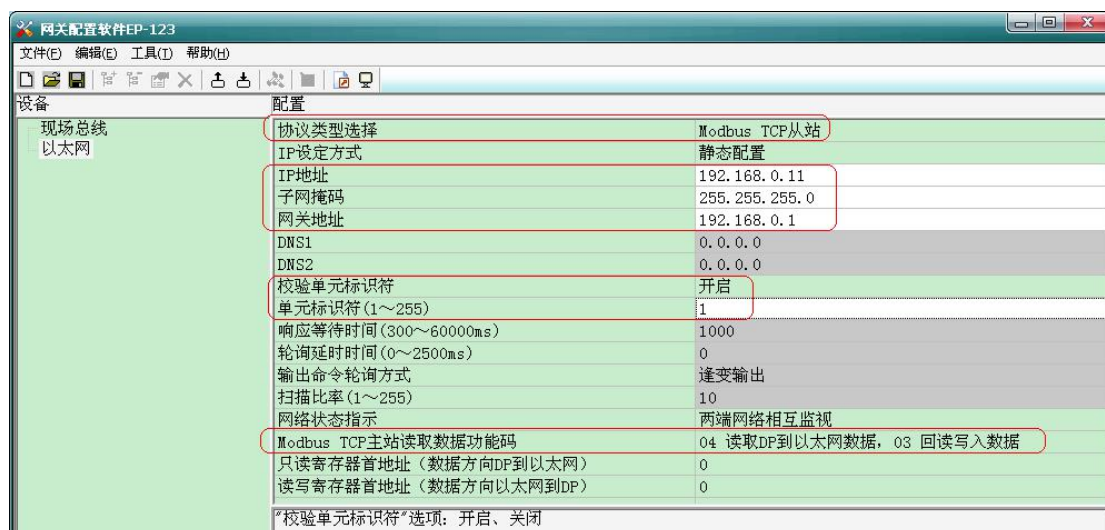 网关配置软件EP-123
文件(F) 编辑(E) 工具(T) 帮助(H)
设备 配置
现场总线
以太网
协议类型选择 Modbus TCP从站
IP设定方式 静态配置
IP地址 192.168.0.11
子网掩码 255.255.255.0
网关地址 192.168.0.1
DNS1 0.0.0.0
DNS2 0.0.0.0
校验单元标识符 开启
单元标识符(1～255) 1
响应等待时间(300～60000ms) 1000
轮询延时时间(0～2500ms) 0
输出命令轮询方式 逢变输出
扫描比率(1～255) 10
网络状态指示 两端网络相互监视
Modbus TCP主站读取数据功能码 04 读取DP到以太网数据，03 回读写入数据
只读寄存器首地址（数据方向DP到以太网） 0
读写寄存器首地址（数据方向以太网到DP） 0
"校验单元标识符"选项: 开启、关闭